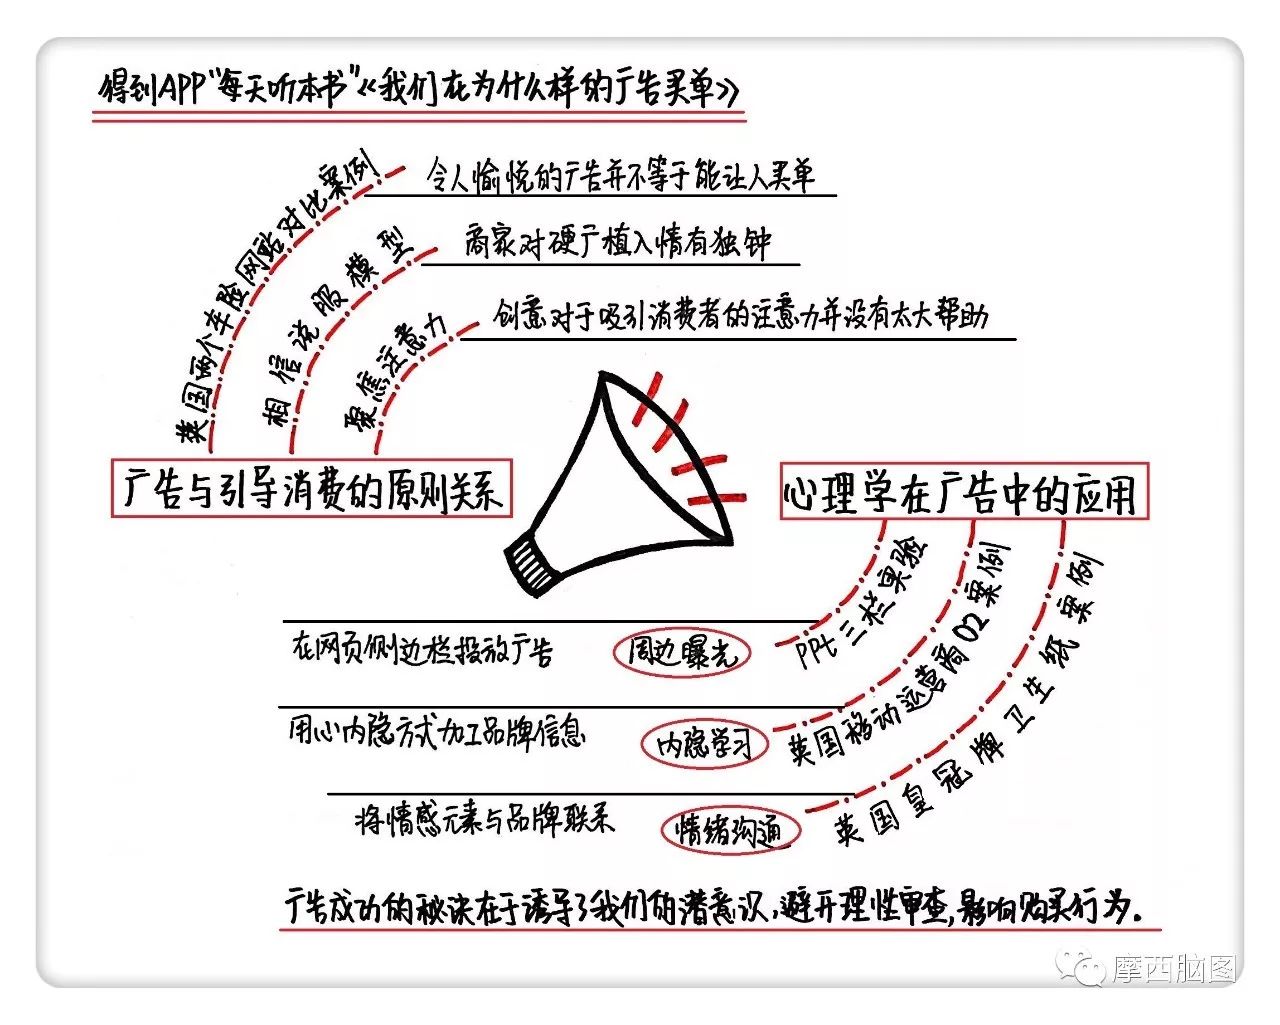 得到APP"每天听本书"《我们在为什么样的广告买单》
英国两个车险网站对比案例
令人愉悦的广告并不等于能让人买单
相信说服模型
商家对硬广植入情有独钟
聚焦注意力
创意对于吸引消费者的注意力并没有太大帮助
广告与引导消费的原则关系
心理学在广告中的应用
PPt三栏实验
在网页侧边栏投放广告
周边曝光
英国移动运营商O2案例
用心内隐方式加工品牌信息
内隐学习
英国皇冠牌卫生纸案例
将情感元素与品牌联系
情绪沟通
广告成功的秘诀在于诱导了我们的潜意识,避开理性审查,影响购买行为.
摩西脑图